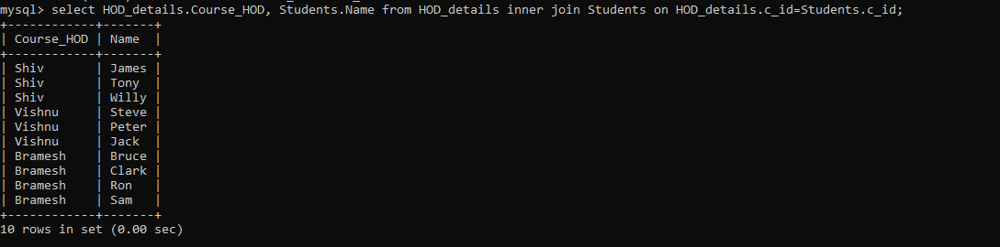 mysql> select HOD_details.Course_HOD, Students.Name from HOD_details inner join Students on HOD_details.c_id=Students.c_id;
+------------+-------+
| Course_HOD | Name  |
+------------+-------+
| Shiv       | James |
| Shiv       | Tony  |
| Shiv       | Willy |
| Vishnu     | Steve |
| Vishnu     | Peter |
| Vishnu     | Jack  |
| Bramesh    | Bruce |
| Bramesh    | Clark |
| Bramesh    | Ron   |
| Bramesh    | Sam   |
+------------+-------+
10 rows in set (0.00 sec)